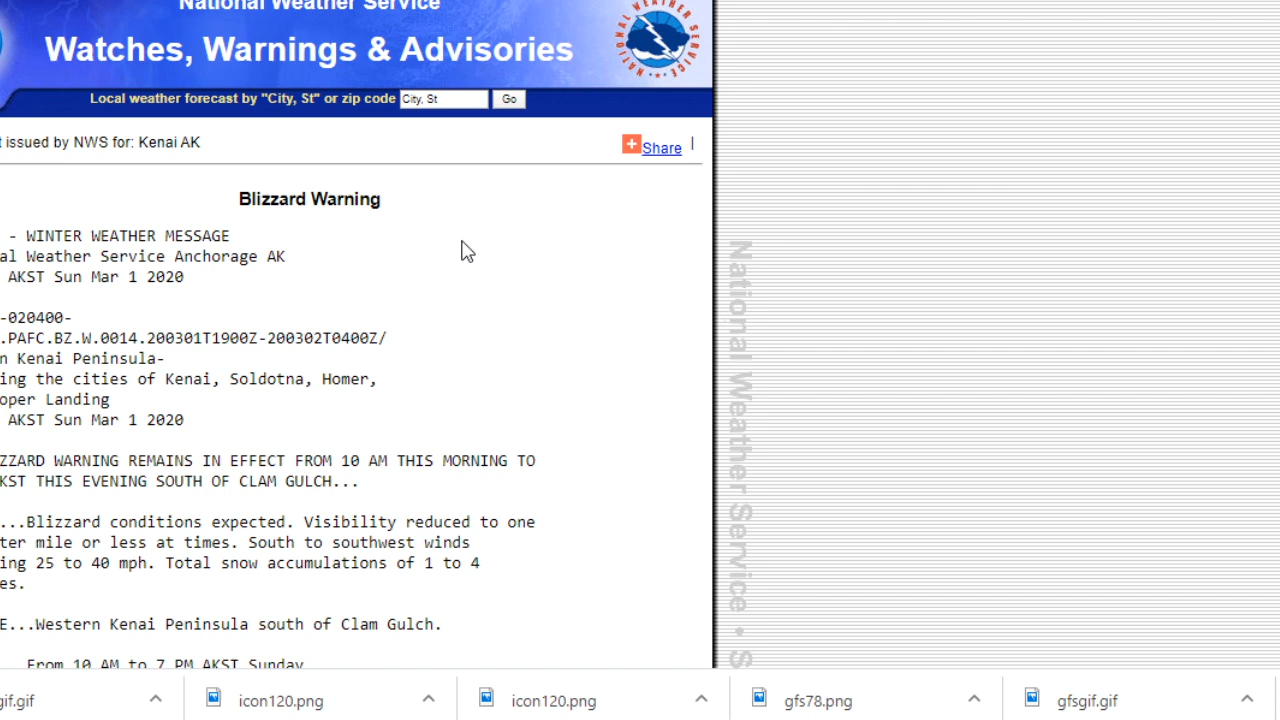 National Weather Service
Watches, Warnings & Advisories
NATIONAL WEATHER SERVICE
Local weather forecast by "City, St" or zip code City, St Go
issued by NWS for: Kenai AK
Share |
Blizzard Warning
- WINTER WEATHER MESSAGE
al Weather Service Anchorage AK
AKST Sun Mar 1 2020
-020400-
.PAFC.BZ.W.0014.200301T1900Z-200302T0400Z/
n Kenai Peninsula-
ing the cities of Kenai, Soldotna, Homer,
oper Landing
AKST Sun Mar 1 2020
ZZARD WARNING REMAINS IN EFFECT FROM 10 AM THIS MORNING TO
KST THIS EVENING SOUTH OF CLAM GULCH...
...Blizzard conditions expected. Visibility reduced to one
ter mile or less at times. South to southwest winds
ing 25 to 40 mph. Total snow accumulations of 1 to 4
es.
E...Western Kenai Peninsula south of Clam Gulch.
From 10 AM to 7 PM AKST Sunday
National Weather Service • S
gif.gif
icon120.png
icon120.png
gfs78.png
gfsgif.gif